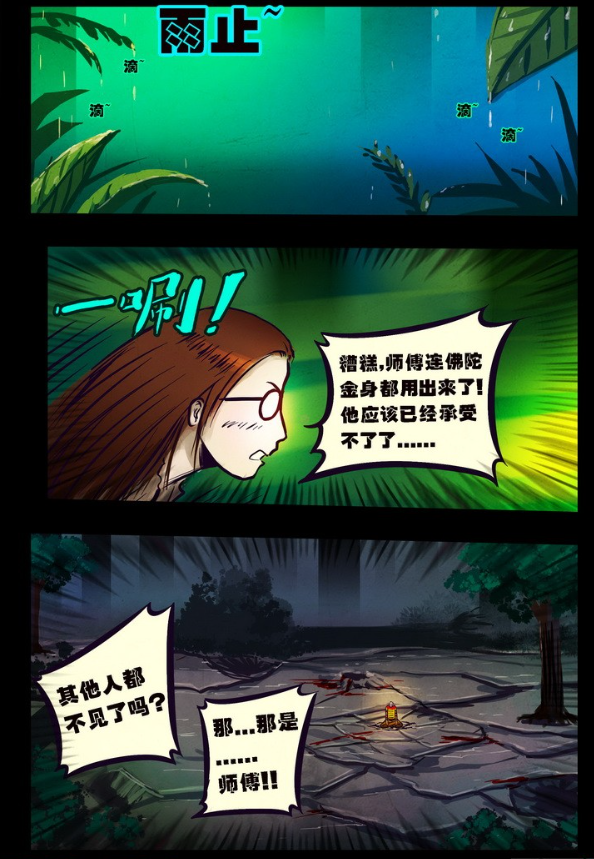 雨止~
滴~
滴~
滴~
滴~
一唰!
糟糕,师傅连佛陀
金身都用出来了!
他应该已经承受
不了了......
其他人都
不见了吗?
那...那是
......
师傅!!